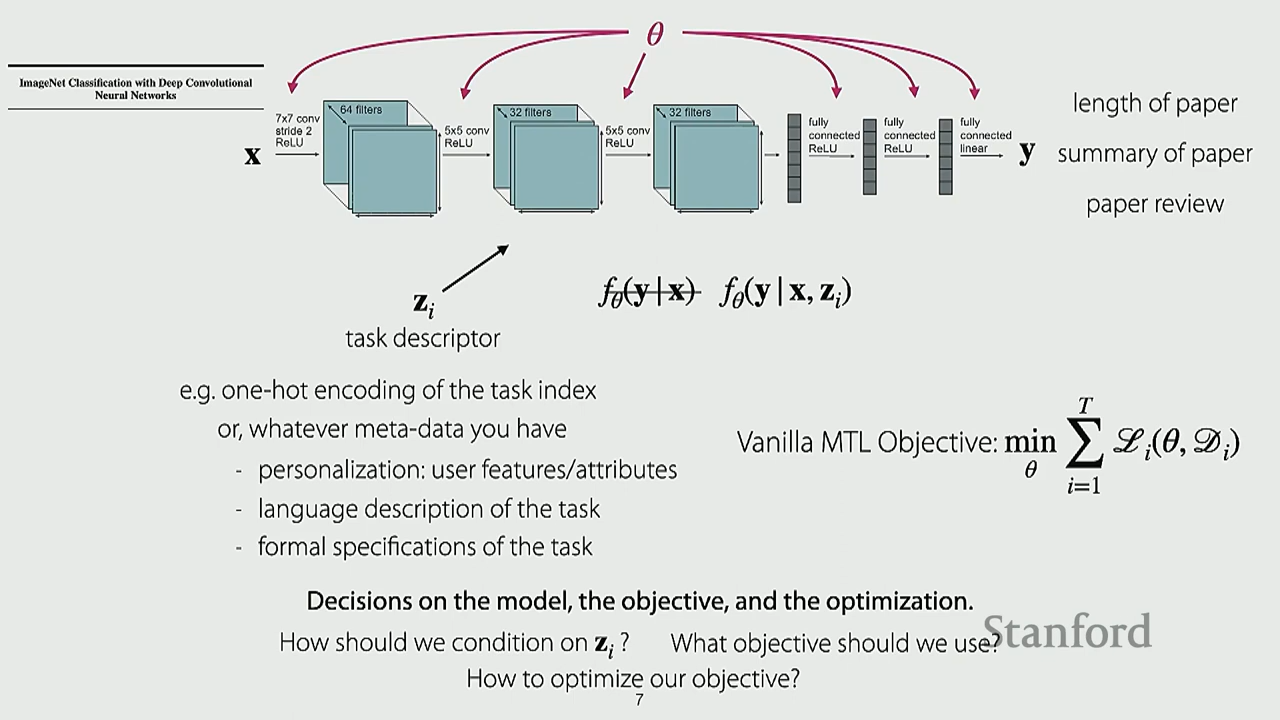 θ
ImageNet Classification with Deep Convolutional
Neural Networks
x
7x7 conv
stride 2
ReLU
64 filters
5x5 conv
ReLU
32 filters
5x5 conv
ReLU
32 filters
fully
connected
ReLU
fully
connected
ReLU
fully
connected
linear
y
length of paper
summary of paper
paper review
z_i
task descriptor
f_θ(y|x) f_θ(y|x, z_i)
e.g. one-hot encoding of the task index
or, whatever meta-data you have
- personalization: user features/attributes
- language description of the task
- formal specifications of the task
Vanilla MTL Objective: min_θ ∑_{i=1}^{T} ℒ_i(θ, 𝒟_i)
Decisions on the model, the objective, and the optimization.
How should we condition on z_i ? What objective should we use?
Stanford
How to optimize our objective?
7